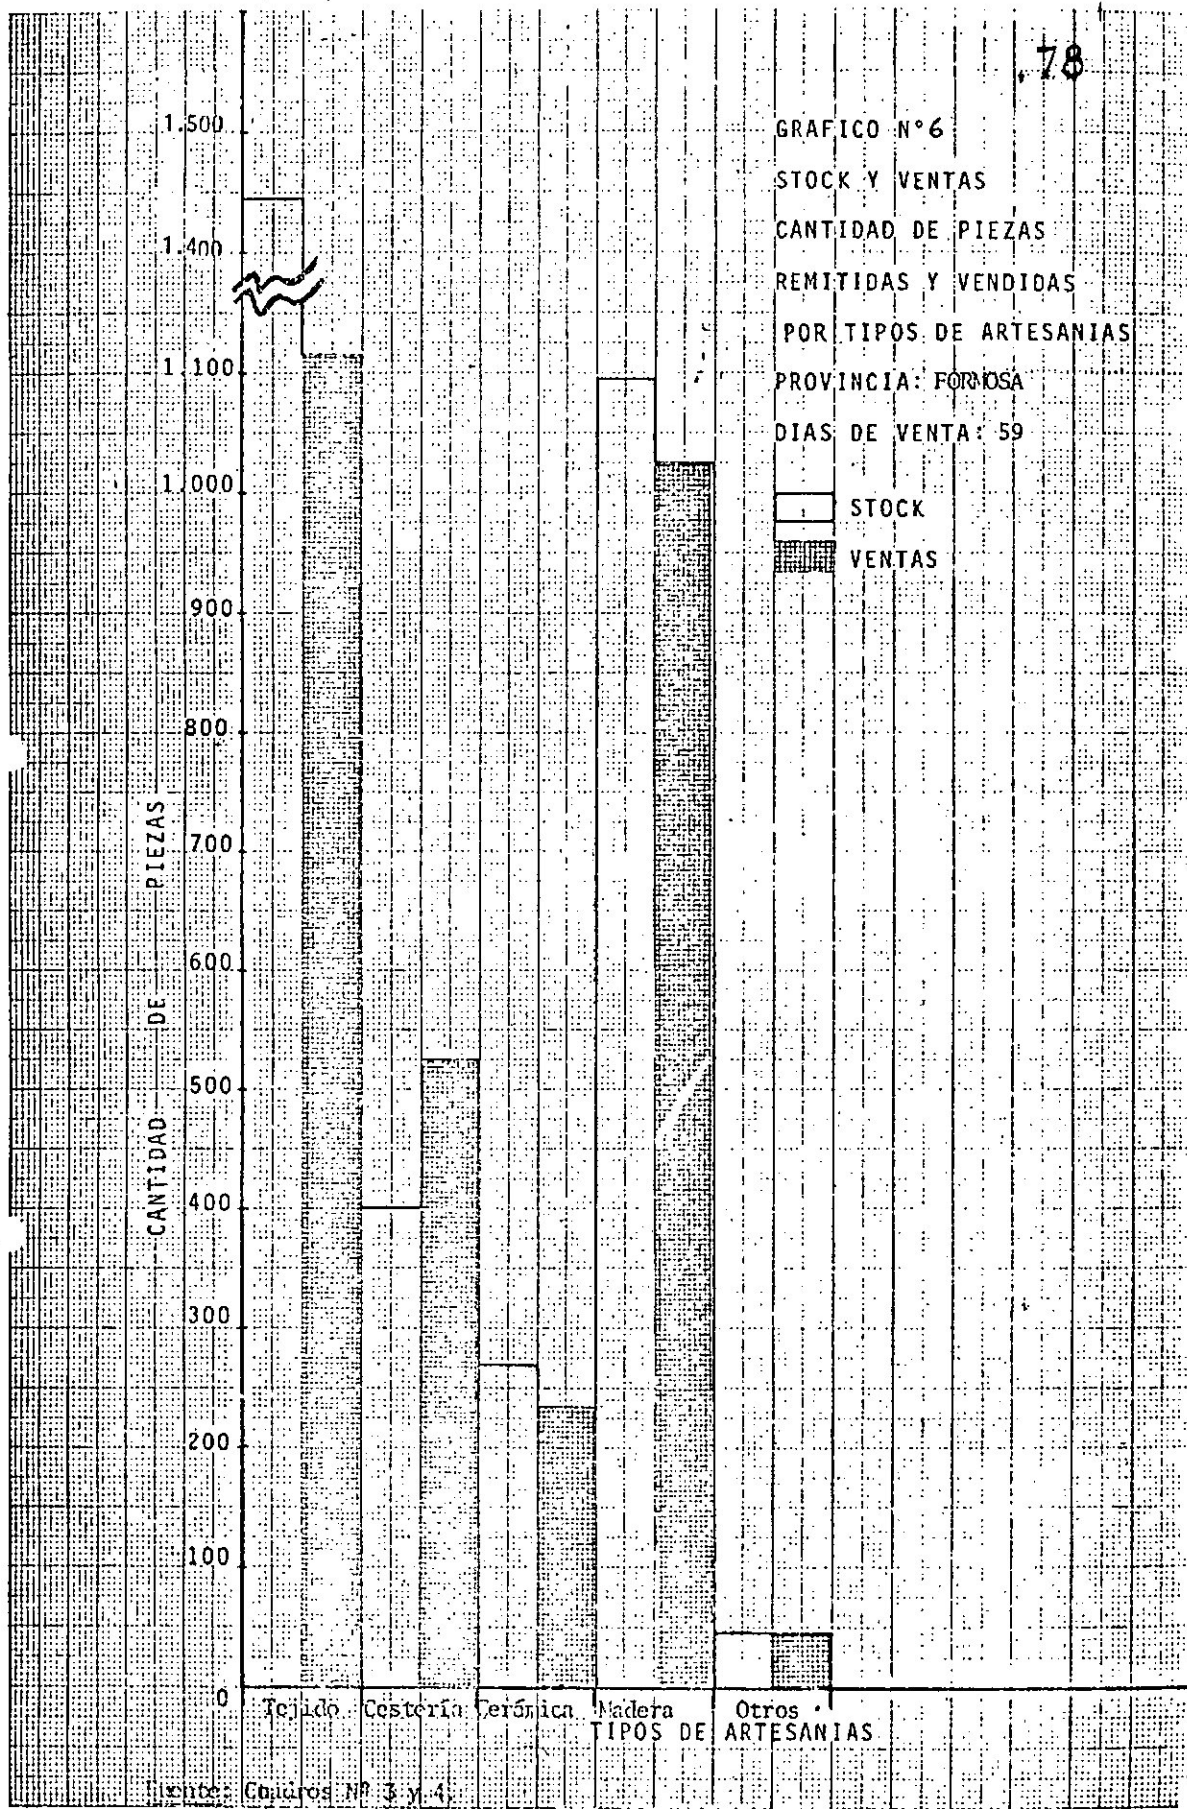 .78
GRAFICO N°6
STOCK Y VENTAS
CANTIDAD DE PIEZAS
REMITIDAS Y VENDIDAS
POR TIPOS DE ARTESANIAS
PROVINCIA: FORMOSA
DIAS DE VENTA: 59
STOCK
VENTAS
1.500
1.400
1.100
1.000
900
800
700
600
500
400
300
200
100
0
CANTIDAD DE PIEZAS
Tejido Cestería Cerámica Madera Otros
TIPOS DE ARTESANIAS
Fuente: Cuadros Nº 3 y 4.